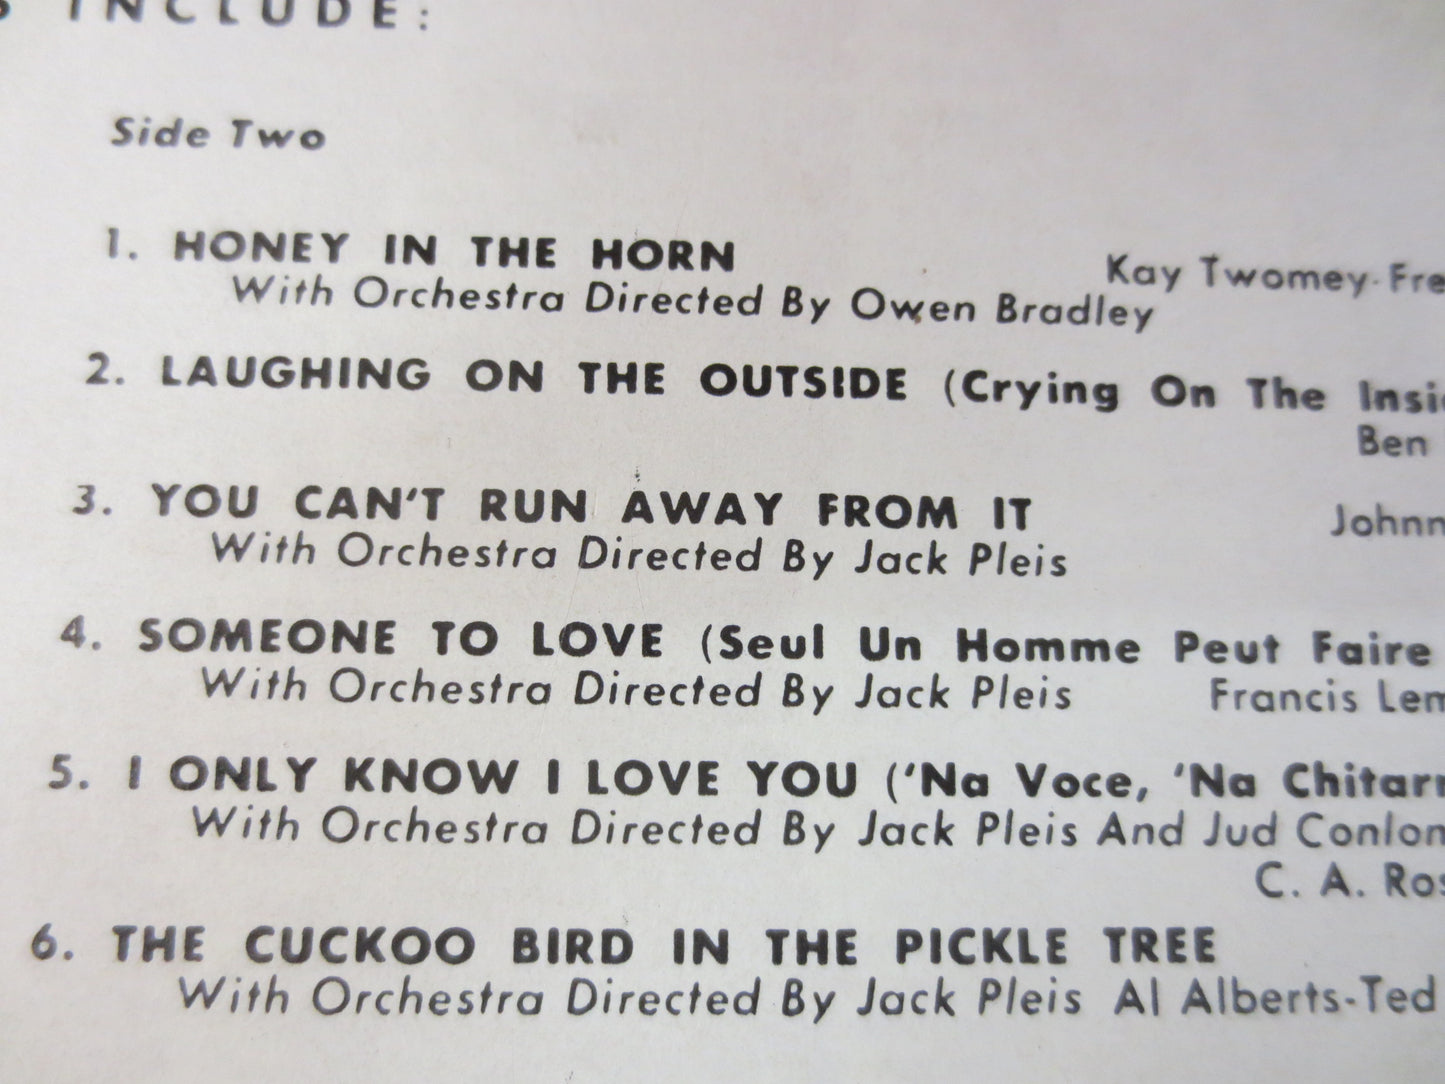 INCLUDE:
Side Two
1. HONEY IN THE HORN
Kay Twomey-Fre
With Orchestra Directed By Owen Bradley
2. LAUGHING ON THE OUTSIDE (Crying On The Insi
Ben
3. YOU CAN'T RUN AWAY FROM IT
Johnn
With Orchestra Directed By Jack Pleis
4. SOMEONE TO LOVE (Seul Un Homme Peut Faire
With Orchestra Directed By Jack Pleis Francis Lem
5. I ONLY KNOW I LOVE YOU ('Na Voce, 'Na Chitarr
With Orchestra Directed By Jack Pleis And Jud Conlon
C. A. Ros
6. THE CUCKOO BIRD IN THE PICKLE TREE
With Orchestra Directed By Jack Pleis Al Alberts-Ted